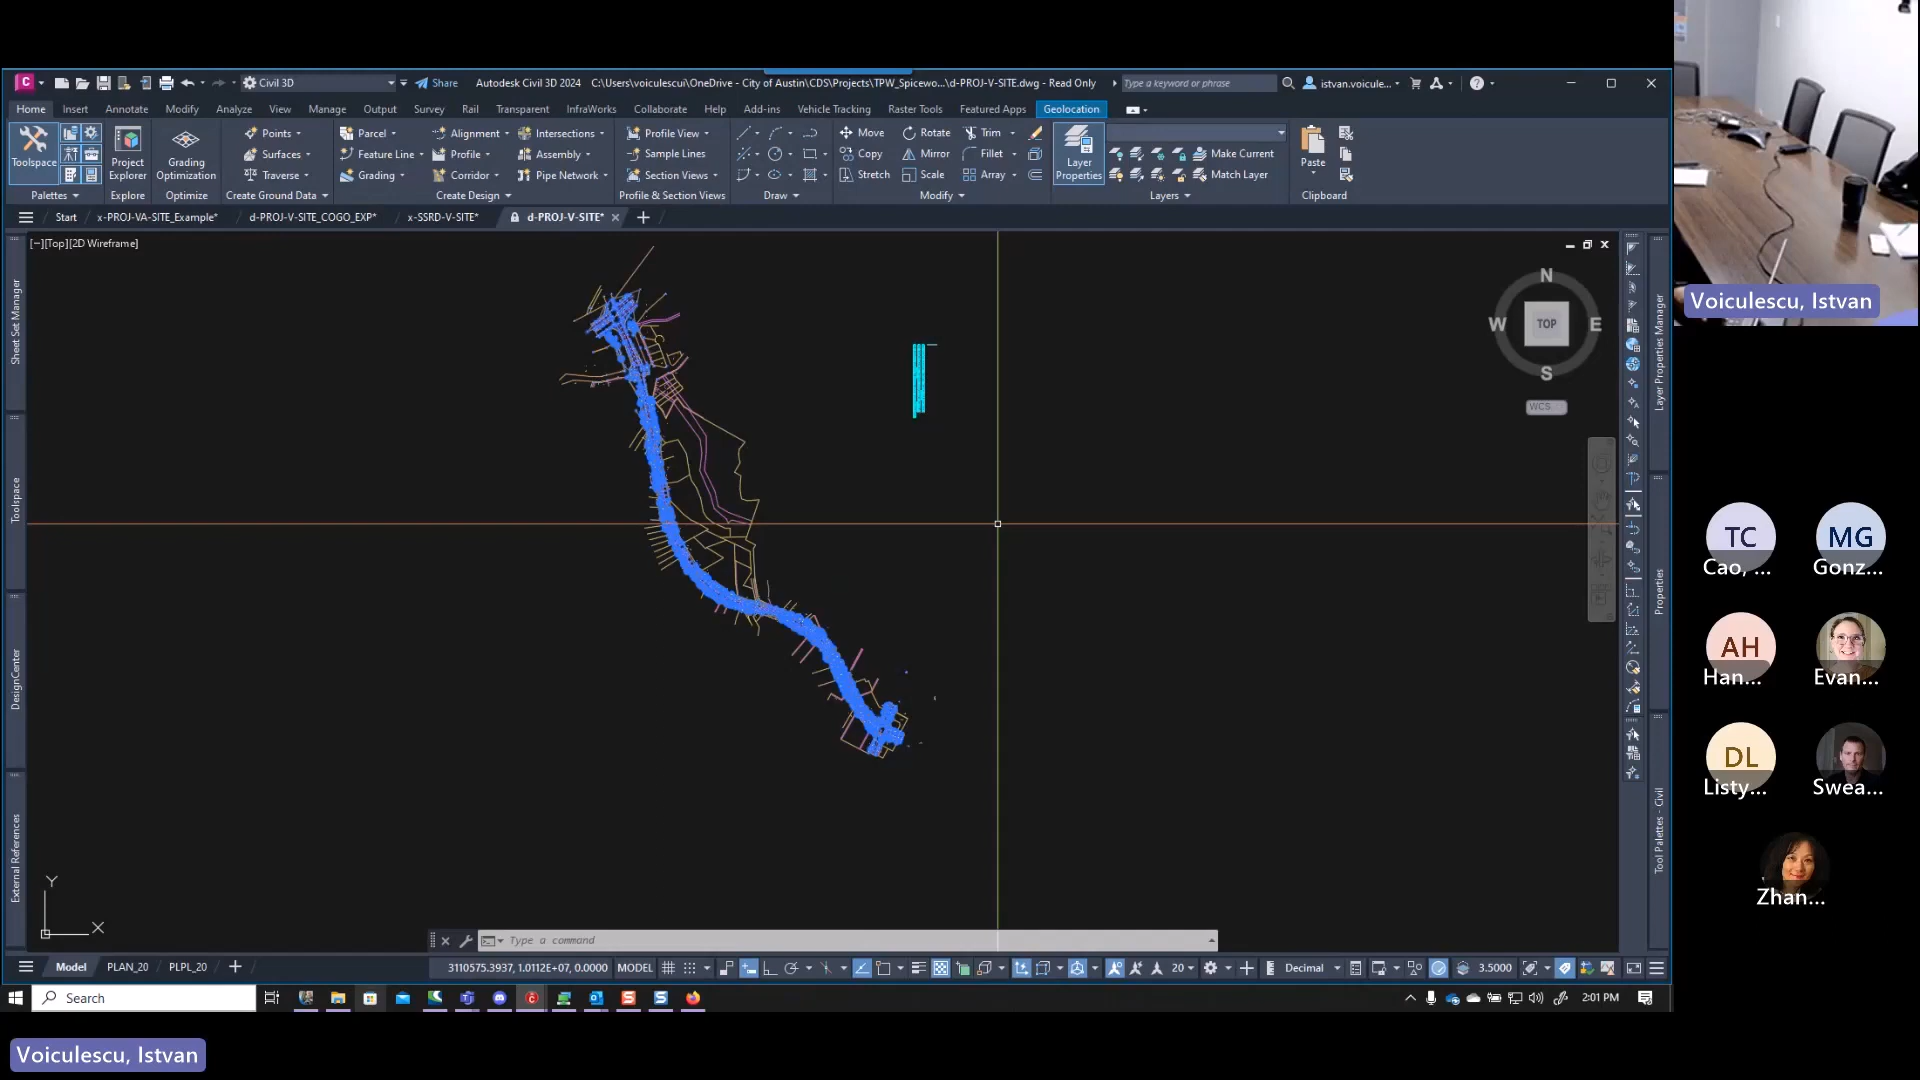 Civil 3D
Share
Autodesk Civil 3D 2024 C:\Users\voiculescui\OneDrive - City of Austin\CDS\Projects\TPW_Spicewo...\d-PROJ-V-SITE.dwg - Read Only
Type a keyword or phrase
istvan.voicule...
Home Insert Annotate Modify Analyze View Manage Output Survey Rail Transparent InfraWorks Collaborate Help Add-ins Vehicle Tracking Raster Tools Featured Apps Geolocation
Toolspace
Project Explorer
Grading Optimization
Points
Surfaces
Traverse
Parcel
Feature Line
Grading
Alignment
Profile
Corridor
Intersections
Assembly
Pipe Network
Profile View
Sample Lines
Section Views
Move
Copy
Stretch
Rotate
Mirror
Scale
Trim
Fillet
Array
Layer Properties
Make Current
Match Layer
Paste
Palettes Explore Optimize Create Ground Data Create Design Profile & Section Views Draw Modify Layers Clipboard
Start x-PROJ-VA-SITE_Example* d-PROJ-V-SITE_COGO_EXP* x-SSRD-V-SITE* d-PROJ-V-SITE*
[−][Top][2D Wireframe]
N
W TOP E
S
WCS
Sheet Set Manager
Toolspace
DesignCenter
External References
Layer Properties Manager
Properties
Tool Palettes - Civil
Y
X
Type a command
Model PLAN_20 PLPL_20
3110575.3937, 1.0112E+07, 0.0000 MODEL
20
Decimal
3.5000
Search
2:01 PM
Voiculescu, Istvan
TC
Cao, ...
MG
Gonz...
AH
Han...
Evan...
DL
Listy...
Swea...
Zhan...
Voiculescu, Istvan